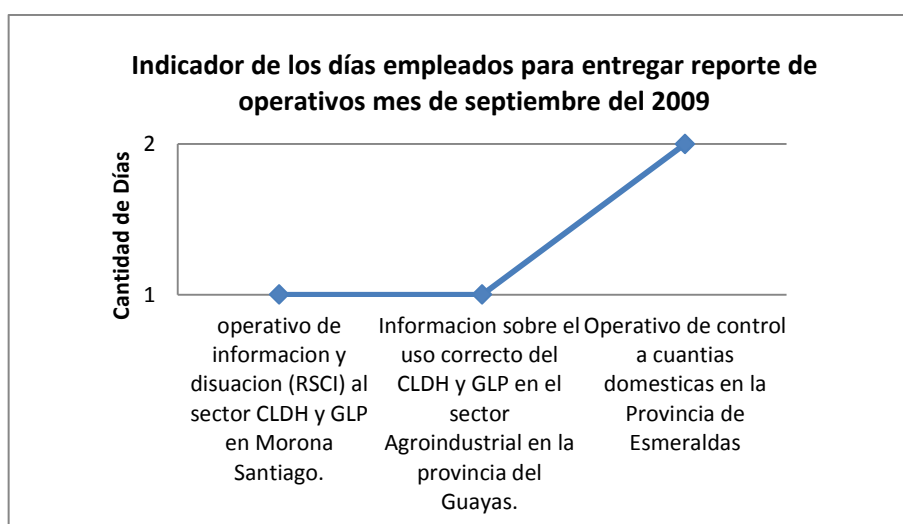 Indicador de los días empleados para entregar reporte de
operativos mes de septiembre del 2009
Cantidad de Días
2
1
operativo de
informacion y
disuacion (RSCI) al
sector CLDH y GLP
en Morona
Santiago.
Informacion sobre el
uso correcto del
CLDH y GLP en el
sector
Agroindustrial en la
provincia del
Guayas.
Operativo de control
a cuantias
domesticas en la
Provincia de
Esmeraldas